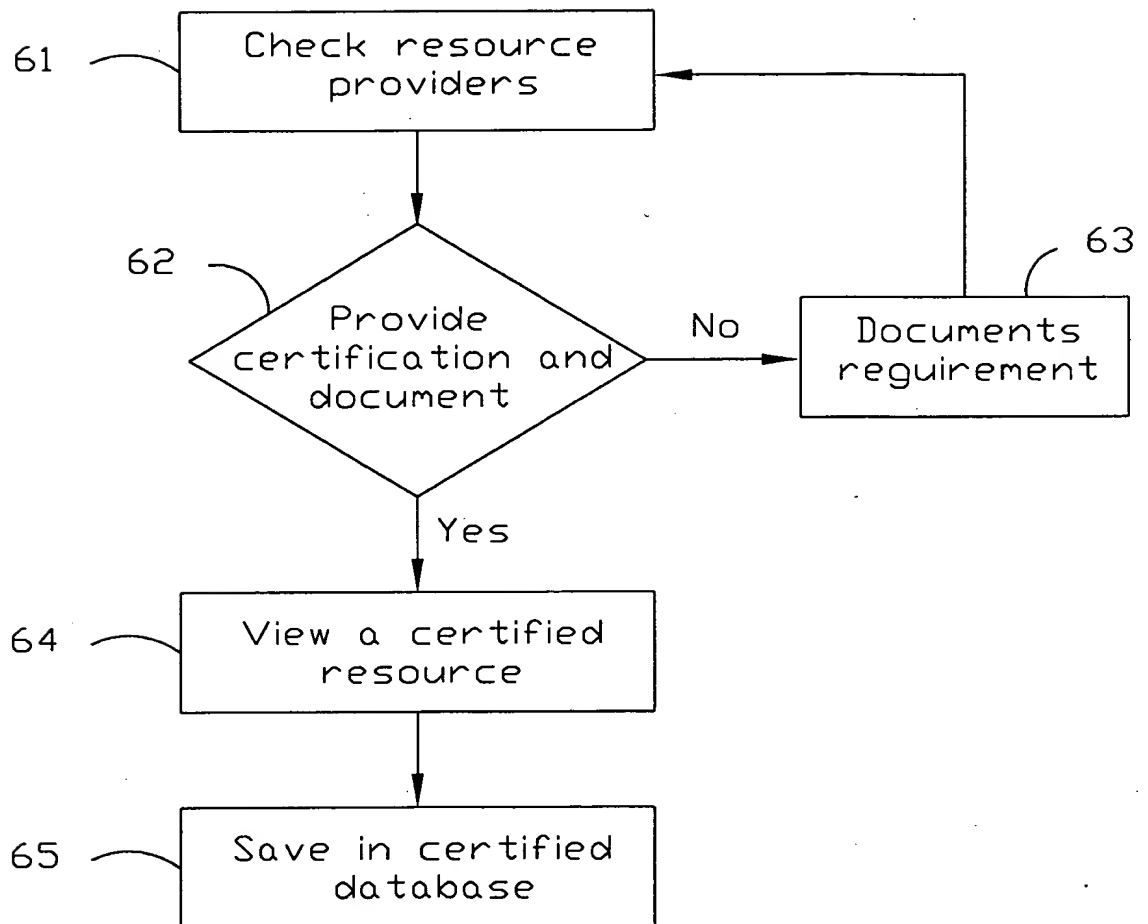 61
Check resource
providers
62
Provide
certification and
document
No
63
Documents
reguirement
Yes
64
View a certified
resource
65
Save in certified
database